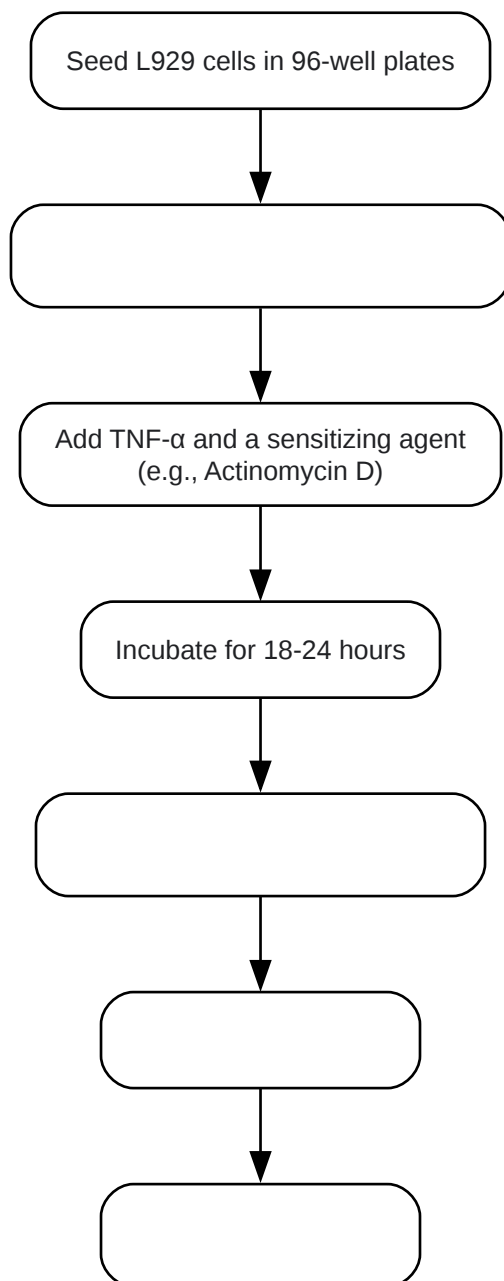 Seed L929 cells in 96-well plates
Add TNF-α and a sensitizing agent
(e.g., Actinomycin D)
Incubate for 18-24 hours